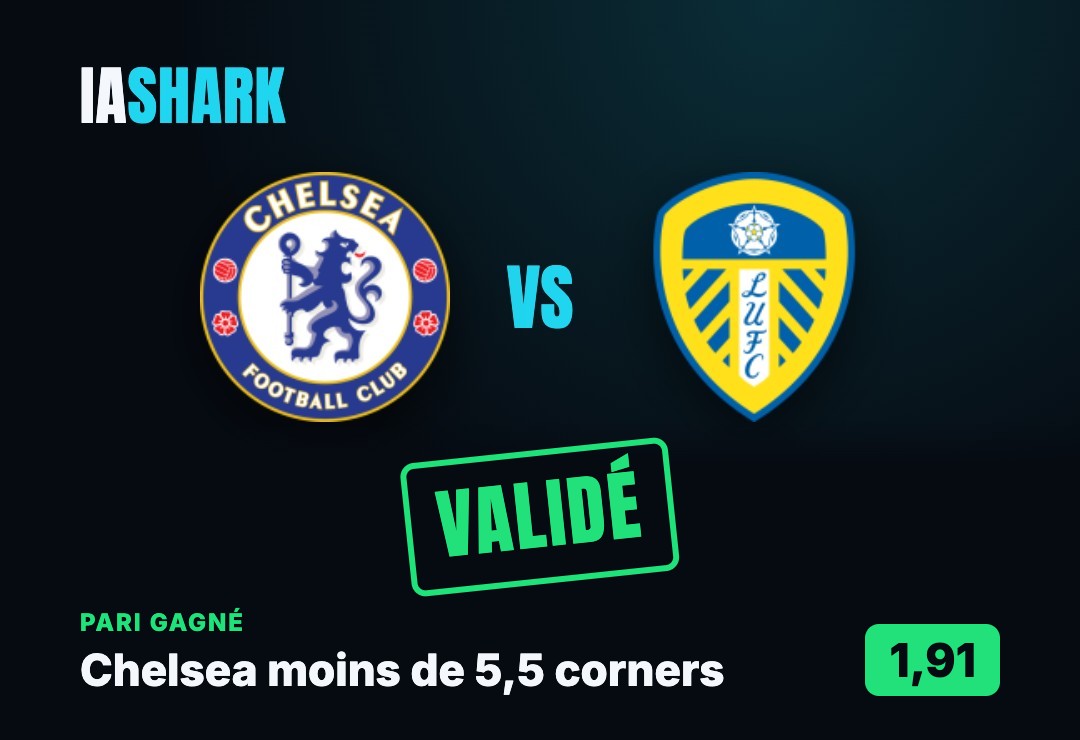 IASHARK
CHELSEA
FOOTBALL CLUB
VS
LUFC
VALIDÉ
PARI GAGNÉ
Chelsea moins de 5,5 corners
1,91